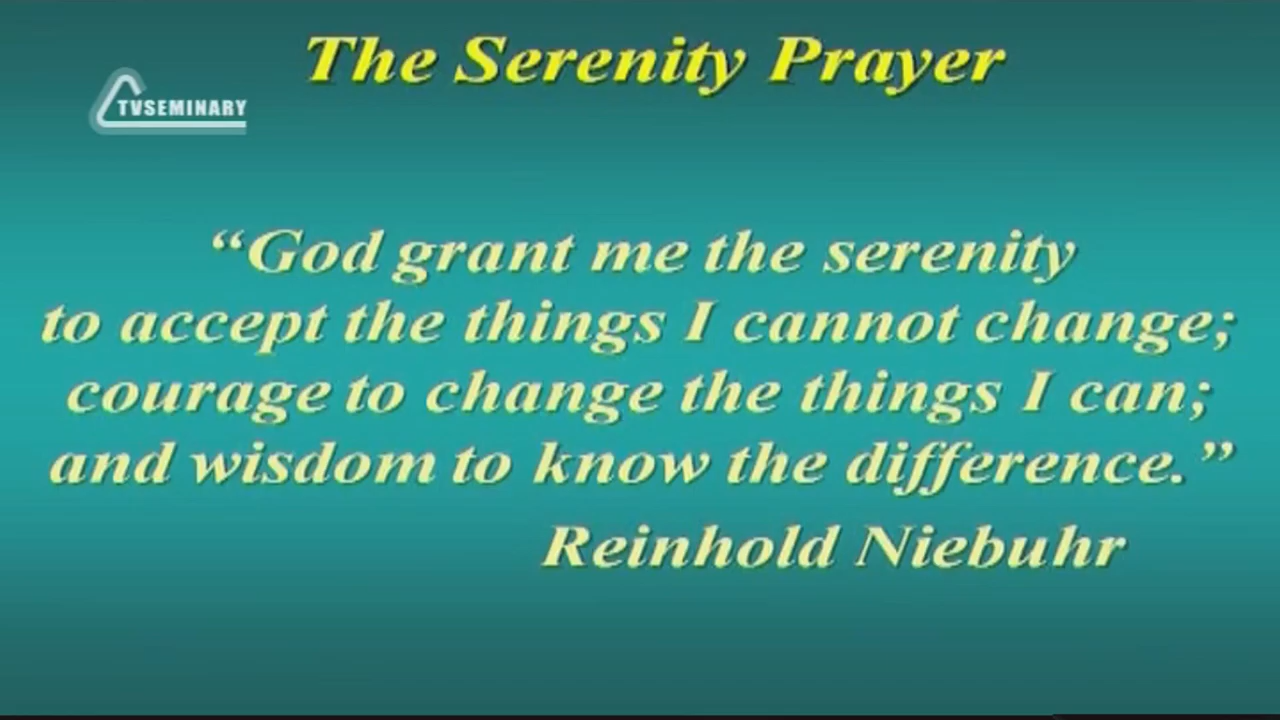 The Serenity Prayer
TVSEMINARY
“God grant me the serenity
to accept the things I cannot change;
courage to change the things I can;
and wisdom to know the difference.”
Reinhold Niebuhr